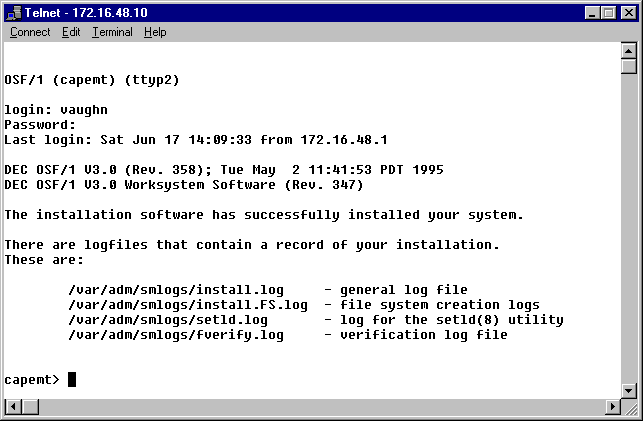 Telnet - 172.16.48.10
Connect Edit Terminal Help
OSF/1 (capemt) (ttyp2)
login: vaughn
Password:
Last login: Sat Jun 17 14:09:33 from 172.16.48.1
DEC OSF/1 V3.0 (Rev. 358); Tue May  2 11:41:53 PDT 1995
DEC OSF/1 V3.0 Worksystem Software (Rev. 347)
The installation software has successfully installed your system.
There are logfiles that contain a record of your installation.
These are:
/var/adm/smlogs/install.log     - general log file
/var/adm/smlogs/install.FS.log  - file system creation logs
/var/adm/smlogs/setld.log       - log for the setld(8) utility
/var/adm/smlogs/fverify.log     - verification log file
capemt>